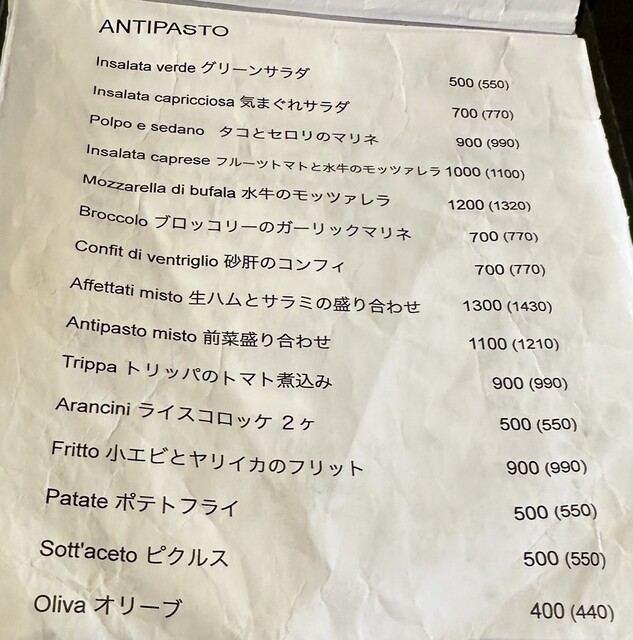 ANTIPASTO
Insalata verde グリーンサラダ 500 (550)
Insalata capricciosa 気まぐれサラダ 700 (770)
Polpo e sedano タコとセロリのマリネ 900 (990)
Insalata caprese フルーツトマトと水牛のモッツァレラ 1000 (1100)
Mozzarella di bufala 水牛のモッツァレラ 1200 (1320)
Broccolo ブロッコリーのガーリックマリネ 700 (770)
Confit di ventriglio 砂肝のコンフィ 700 (770)
Affettati misto 生ハムとサラミの盛り合わせ 1300 (1430)
Antipasto misto 前菜盛り合わせ 1100 (1210)
Trippa トリッパのトマト煮込み 900 (990)
Arancini ライスコロッケ 2ヶ 500 (550)
Fritto 小エビとヤリイカのフリット 900 (990)
Patate ポテトフライ 500 (550)
Sott'aceto ピクルス 500 (550)
Oliva オリーブ 400 (440)